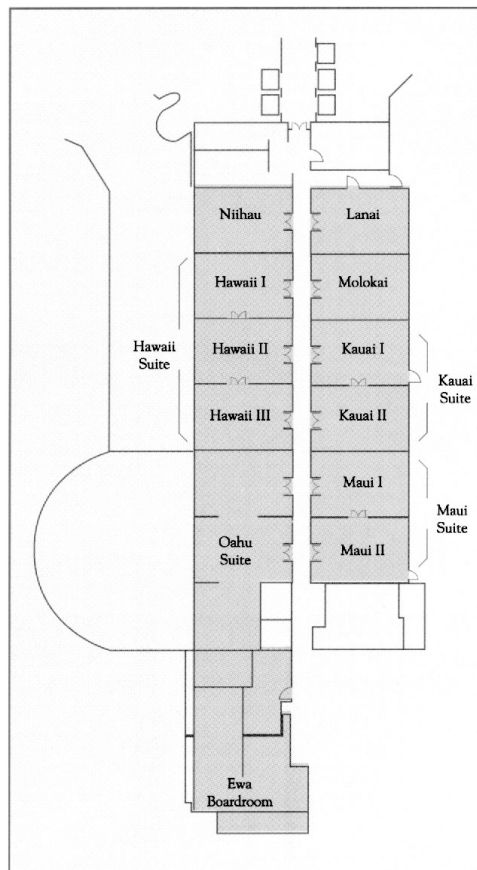 Niihau
Lanai
Hawaii I
Molokai
Hawaii
Suite
Hawaii II
Kauai I
Kauai
Suite
Hawaii III
Kauai II
Maui I
Maui
Suite
Oahu
Suite
Maui II
Ewa
Boardroom